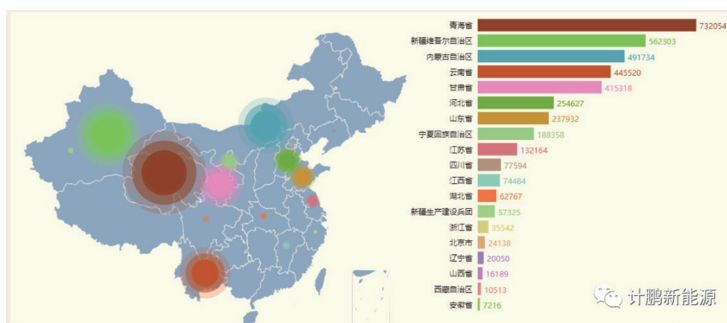 青海省 732054
新疆维吾尔自治区 562303
内蒙古自治区 491734
云南省 445520
甘肃省 415318
河北省 254627
山东省 237932
宁夏回族自治区 188358
江苏省 132164
四川省 77594
江西省 74484
湖北省 62767
新疆生产建设兵团 57325
浙江省 35542
北京市 24138
辽宁省 20050
山西省 16189
西藏自治区 10513
安徽省 7216
计鹏新能源